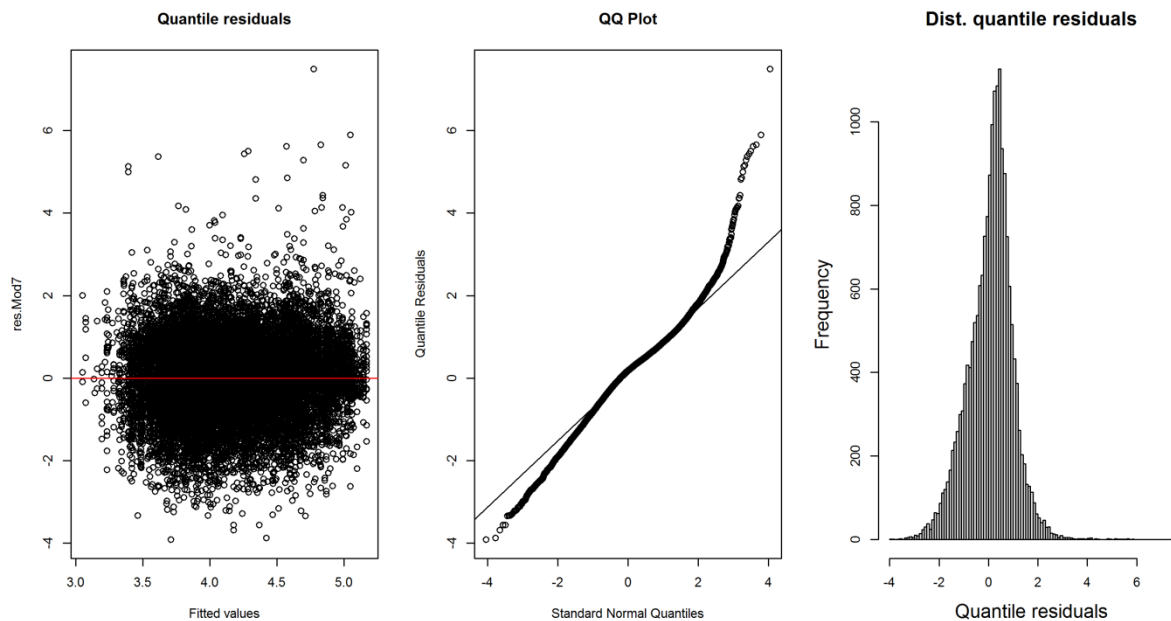 Quantile residuals
res.Mod7
6
4
2
0
-2
-4
3.0 3.5 4.0 4.5 5.0
Fitted values
QQ Plot
Quantile Residuals
6
4
2
0
-2
-4
-4 -2 0 2 4
Standard Normal Quantiles
Dist. quantile residuals
Frequency
1000
800
600
400
200
0
-4 -2 0 2 4 6
Quantile residuals